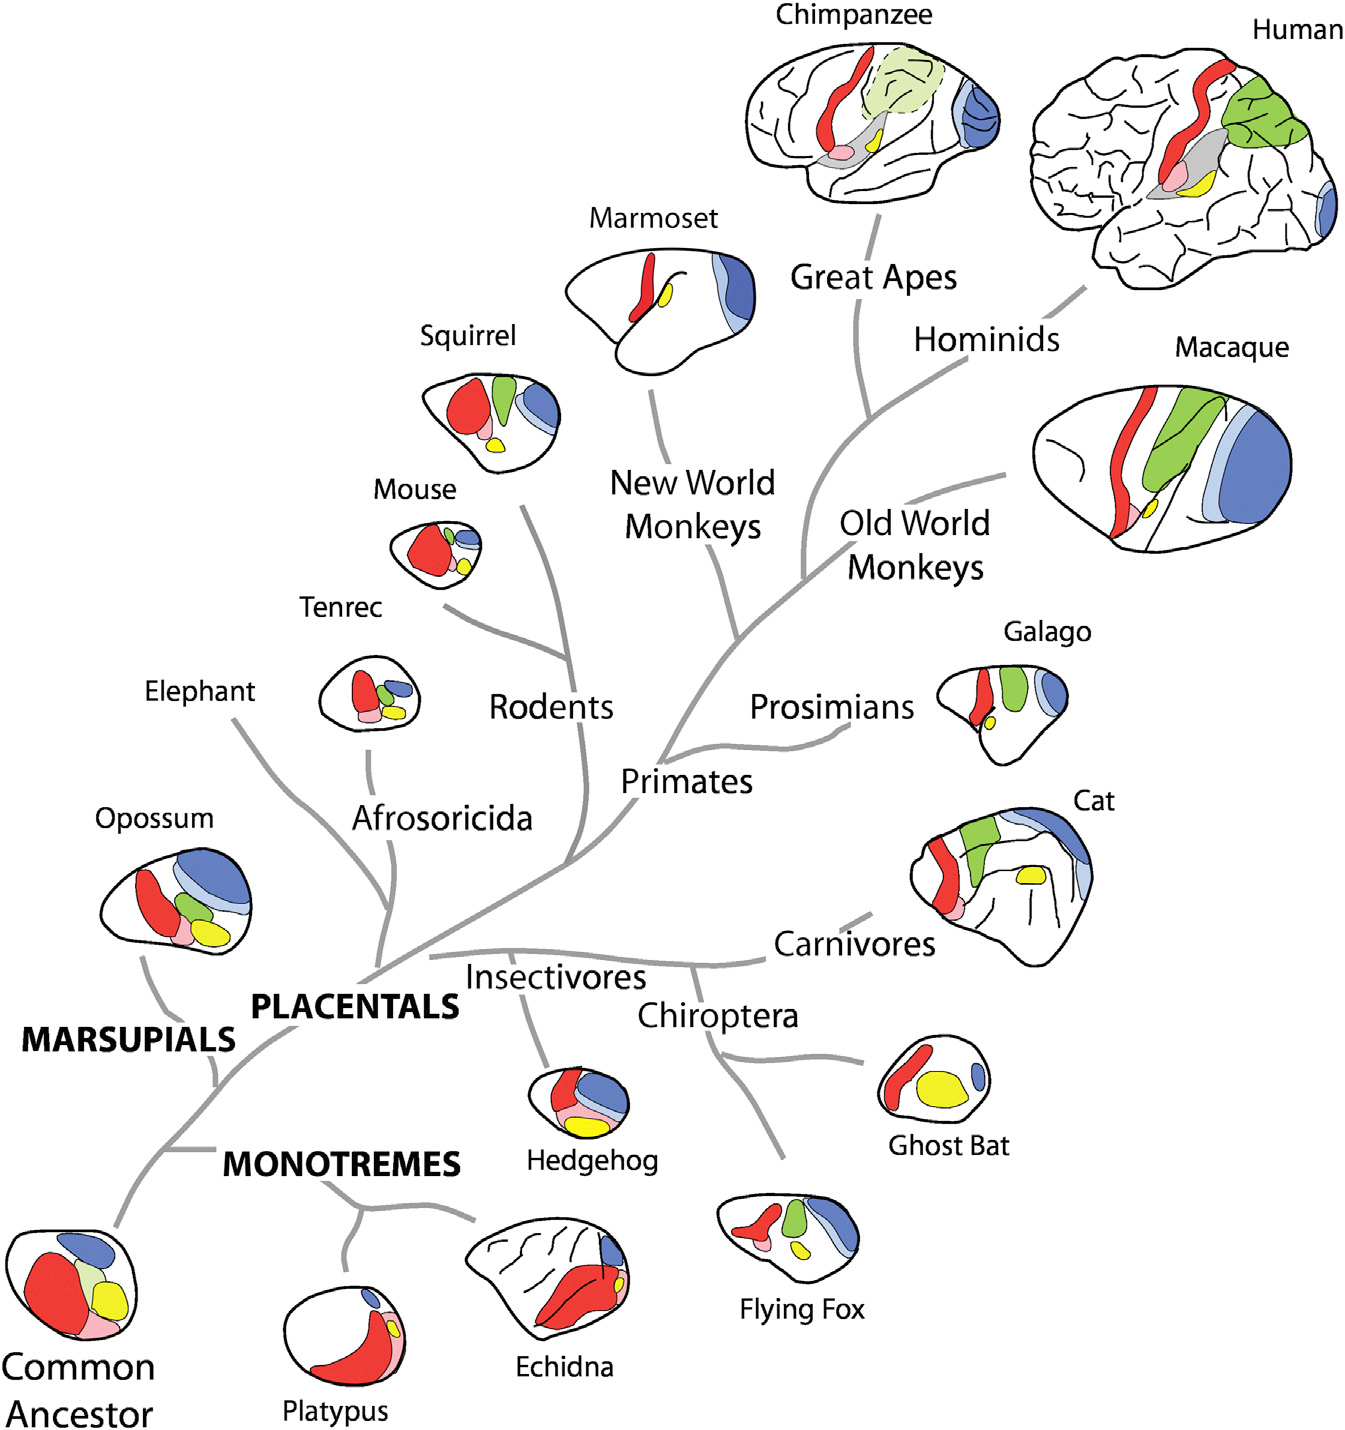 Chimpanzee
Human
Marmoset
Great Apes
Squirrel
Hominids
Macaque
Mouse
New World
Monkeys
Old World
Monkeys
Tenrec
Galago
Elephant
Rodents
Prosimians
Primates
Cat
Opossum
Afrosoricida
Carnivores
Insectivores
PLACENTALS
Chiroptera
MARSUPIALS
Ghost Bat
MONOTREMES
Hedgehog
Flying Fox
Common
Ancestor
Echidna
Platypus